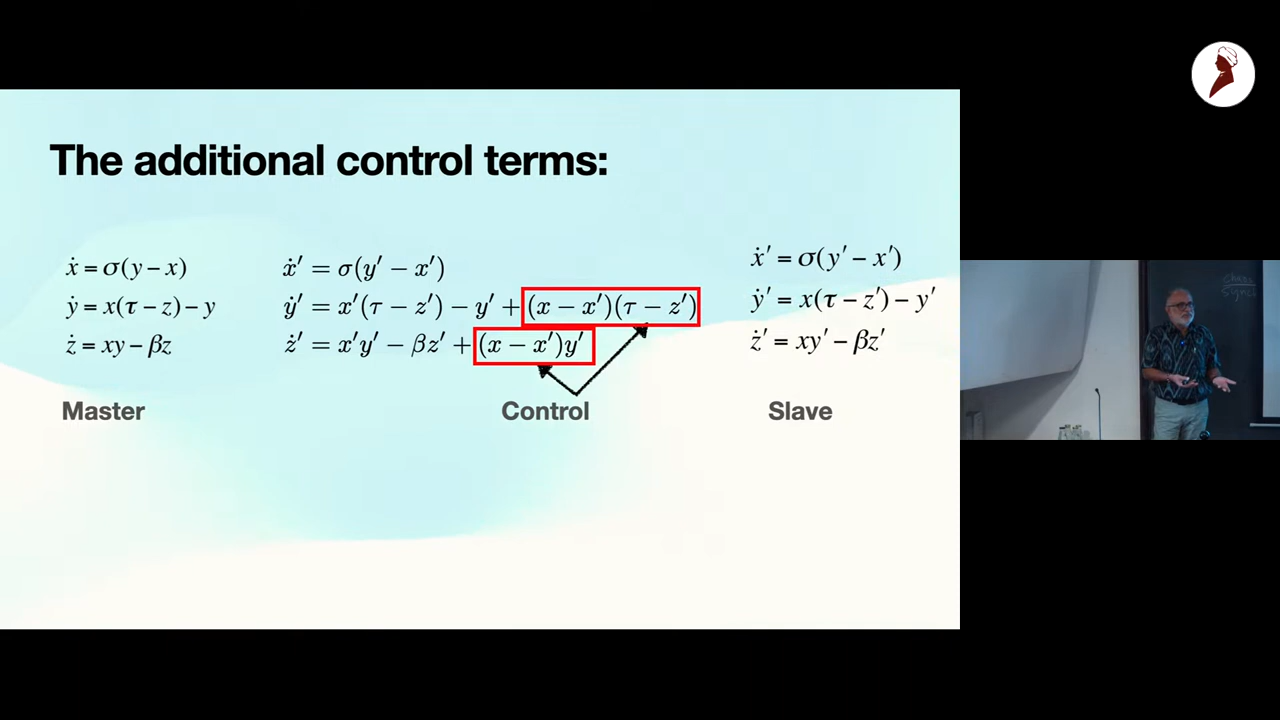 The additional control terms:
ẋ = σ(y − x)
ẏ = x(τ − z) − y
ż = xy − βz
Master
ẋ′ = σ(y′ − x′)
ẏ′ = x′(τ − z′) − y′ + (x − x′)(τ − z′)
ż′ = x′y′ − βz′ + (x − x′)y′
Control
ẋ′ = σ(y′ − x′)
ẏ′ = x(τ − z′) − y′
ż′ = xy′ − βz′
Slave